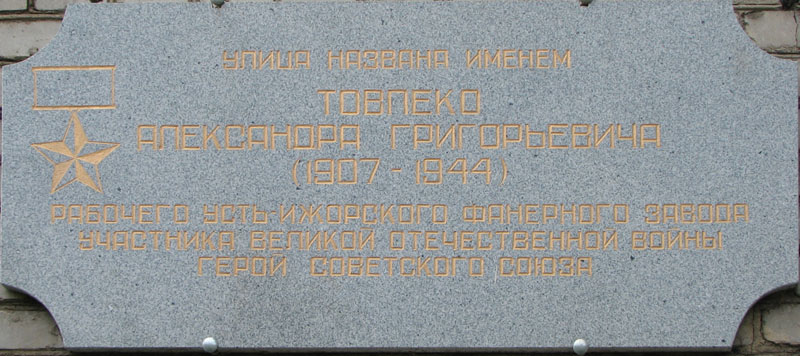 УЛИЦА НАЗВАНА ИМЕНЕМ
ТОВПЕКО
АЛЕКСАНДРА ГРИГОРЬЕВИЧА
(1907-1944)
РАБОЧЕГО УСТЬ-ИЖОРСКОГО ФАНЕРНОГО ЗАВОДА
УЧАСТНИКА ВЕЛИКОЙ ОТЕЧЕСТВЕННОЙ ВОЙНЫ
ГЕРОЙ СОВЕТСКОГО СОЮЗА